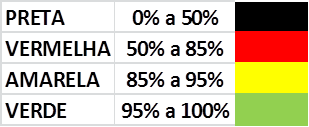 PRETA 0% a 50%
VERMELHA 50% a 85%
AMARELA 85% a 95%
VERDE 95% a 100%